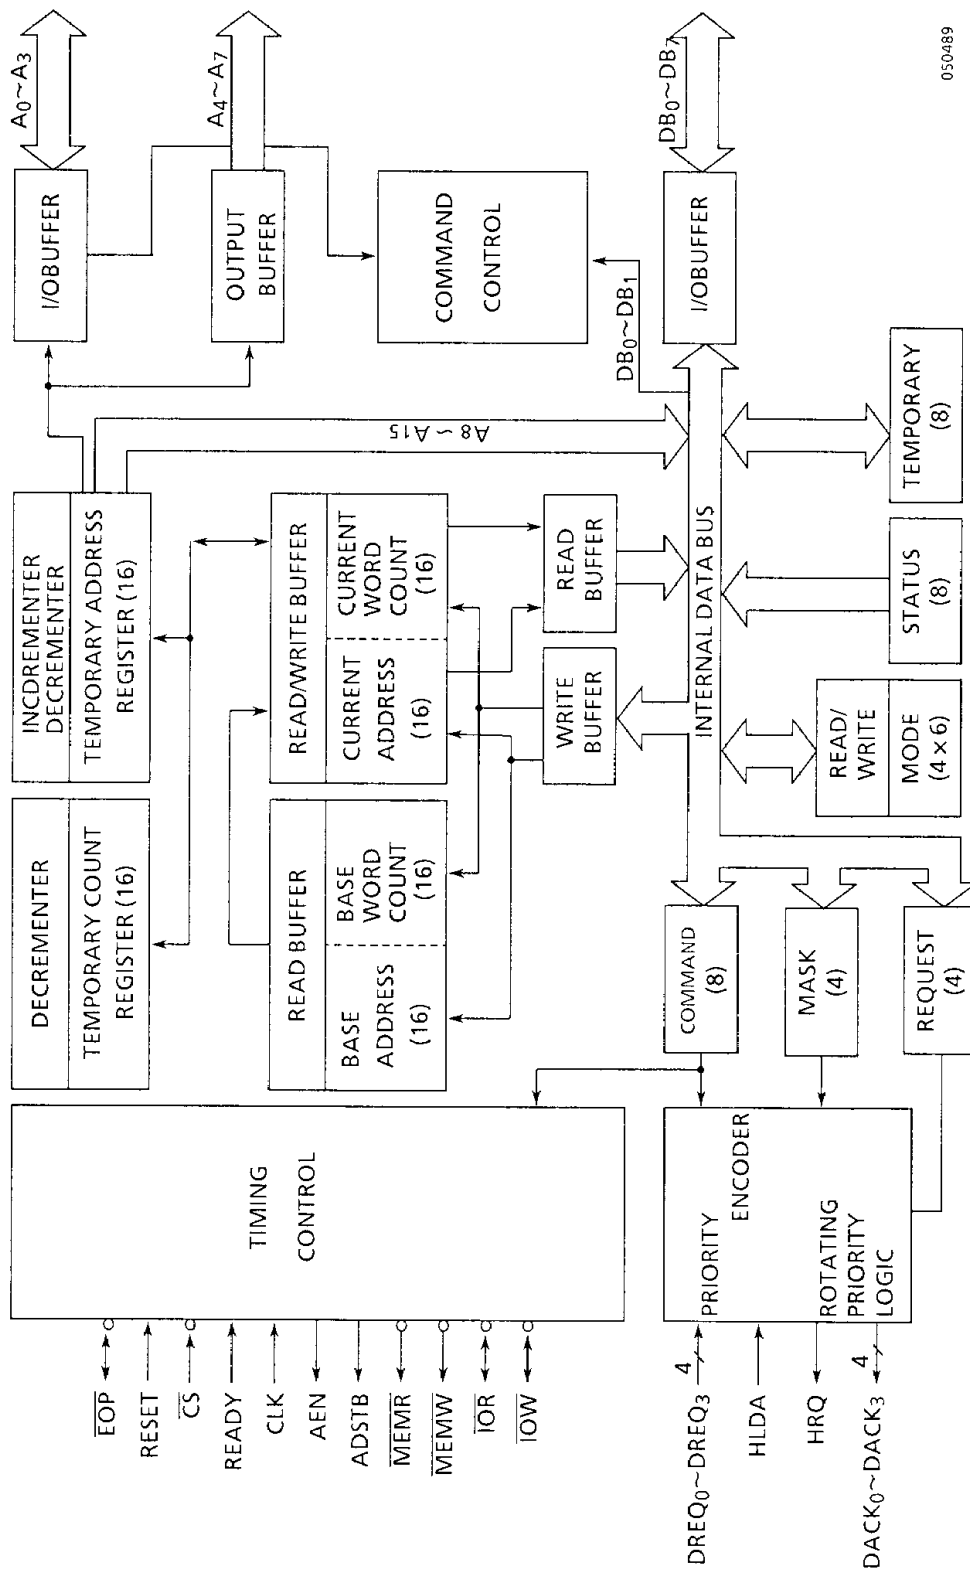 EOP
RESET
CS
READY
CLK
AEN
ADSTB
MEMR
MEMW
IOR
IOW
TIMING
CONTROL
DECREMENTER
TEMPORARY COUNT
REGISTER (16)
INCDREMENTER
DECREMENTER
TEMPORARY ADDRESS
REGISTER (16)
I/OBUFFER
A0~A3
OUTPUT
BUFFER
A4~A7
READ BUFFER
BASE
ADDRESS
(16)
BASE
WORD
COUNT
(16)
READ/WRITE BUFFER
CURRENT
ADDRESS
(16)
CURRENT
WORD
COUNT
(16)
A8~A15
COMMAND
CONTROL
WRITE
BUFFER
READ
BUFFER
DB0~DB1
DREQ0~DREQ3
4
HLDA
HRQ
DACK0~DACK3
4
PRIORITY
ENCODER
ROTATING
PRIORITY
LOGIC
COMMAND
(8)
MASK
(4)
REQUEST
(4)
INTERNAL DATA BUS
I/OBUFFER
DB0~DB7
READ/
WRITE
MODE
(4×6)
STATUS
(8)
TEMPORARY
(8)
050489